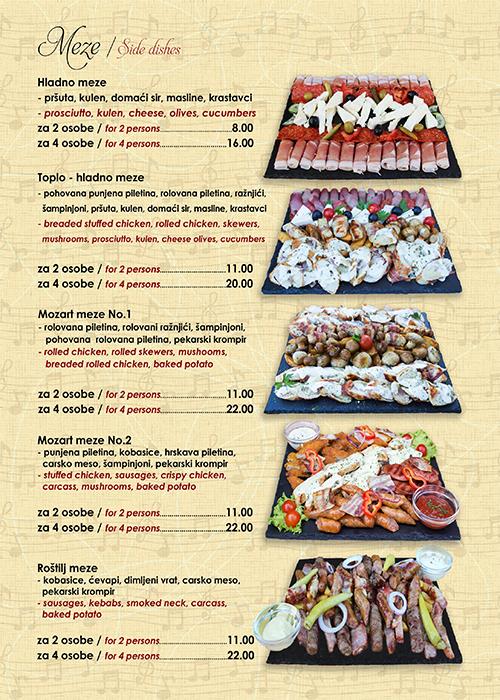 Meze / Side dishes
Hladno meze
- pršuta, kulen, domaći sir, masline, krastavci
- prosciutto, kulen, cheese, olives, cucumbers
za 2 osobe / for 2 persons..............................8.00
za 4 osobe / for 4 persons............................16.00
Toplo - hladno meze
- pohovana punjena piletina, rolovana piletina, ražnjići,
šampinjoni, pršuta, kulen, domaći sir, masline, krastavci
- breaded stuffed chicken, rolled chicken, skewers,
mushrooms, prosciutto, kulen, cheese olives, cucumbers
za 2 osobe / for 2 persons............................11.00
za 4 osobe / for 4 persons............................20.00
Mozart meze No.1
- rolovana piletina, rolovani ražnjići, šampinjoni,
pohovana rolovana piletina, pekarski krompir
- rolled chicken, rolled skewers, mushooms,
breaded rolled chicken, baked potato
za 2 osobe / for 2 persons............................11.00
za 4 osobe / for 4 persons............................22.00
Mozart meze No.2
- punjena piletina, kobasice, hrskava piletina,
carsko meso, šampinjoni, pekarski krompir
- stuffed chicken, sausages, crispy chicken,
carcass, mushrooms, baked potato
za 2 osobe / for 2 persons............................11.00
za 4 osobe / for 4 persons............................22.00
Roštilj meze
- kobasice, ćevapi, dimljeni vrat, carsko meso,
pekarski krompir
- sausages, kebabs, smoked neck, carcass,
baked potato
za 2 osobe / for 2 persons............................11.00
za 4 osobe / for 4 persons............................22.00